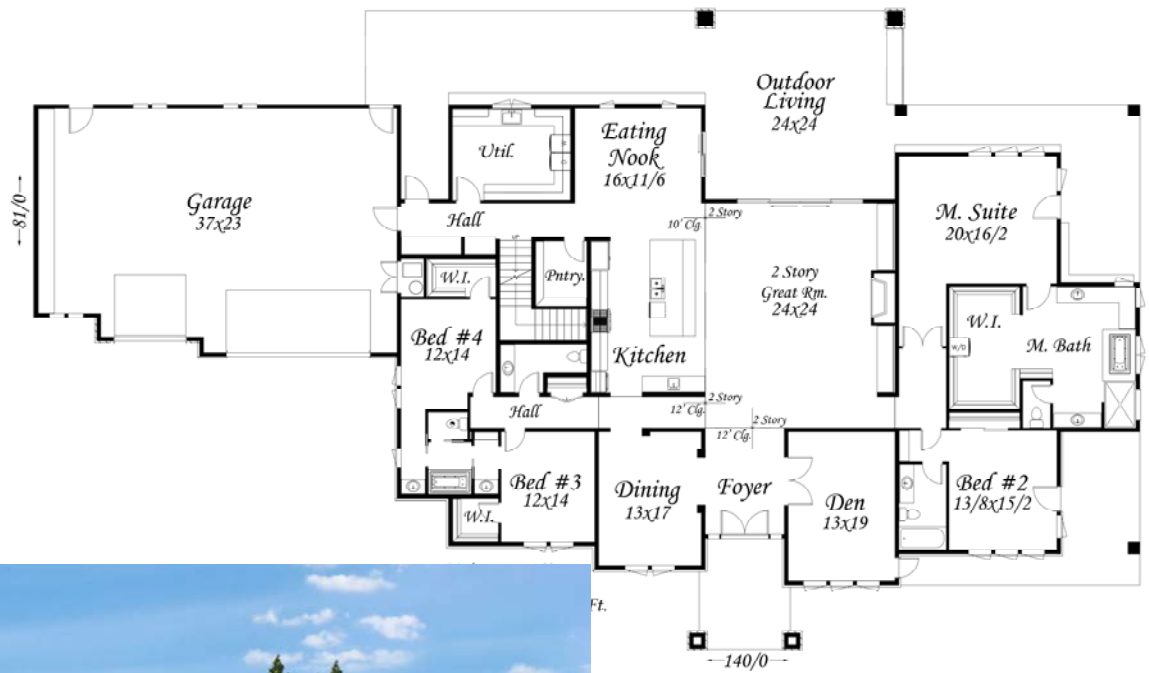 Outdoor
Living
24x24
Eating
Nook
16x11/6
Util.
Garage
37x23
81/0
Hall
2 Story
10' Clg.
M. Suite
20x16/2
W.I.
Pntry.
2 Story
Great Rm.
24x24
Bed #4
12x14
Kitchen
W.I.
W/D
M. Bath
Hall
2 Story
12' Clg.
2 Story
12' Clg.
Bed #3
12x14
W.I.
Dining
13x17
Foyer
Den
13x19
Bed #2
13/8x15/2
Ft.
140/0